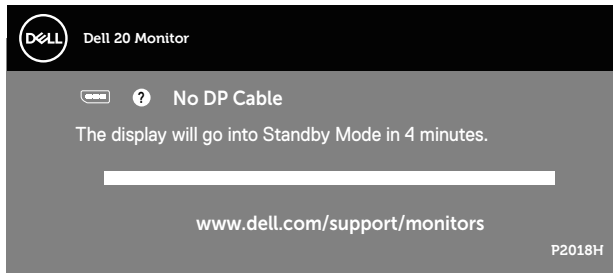 DELL
Dell 20 Monitor
? No DP Cable
The display will go into Standby Mode in 4 minutes.
www.dell.com/support/monitors
P2018H